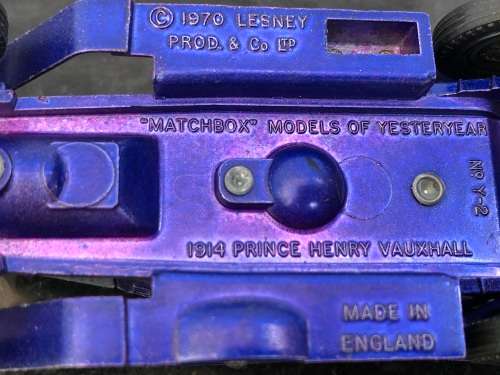 © 1970 LESNEY
PROD. & CO LTD
"MATCHBOX" MODELS OF YESTERYEAR
Nº Y-2
1914 PRINCE HENRY VAUXHALL
MADE IN
ENGLAND